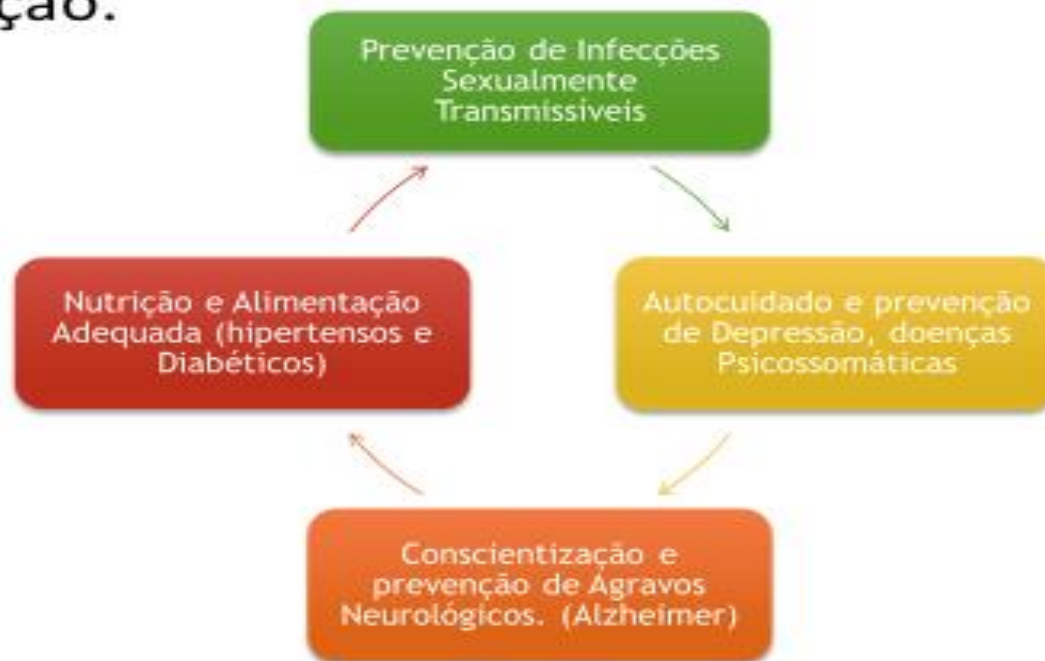 ção.
Prevenção de Infecções
Sexualmente
Transmissíveis
Nutrição e Alimentação
Adequada (hipertensos e
Diabéticos)
Autocuidado e prevenção
de Depressão, doenças
Psicossomáticas
Conscientização e
prevenção de Agravos
Neurológicos. (Alzheimer)